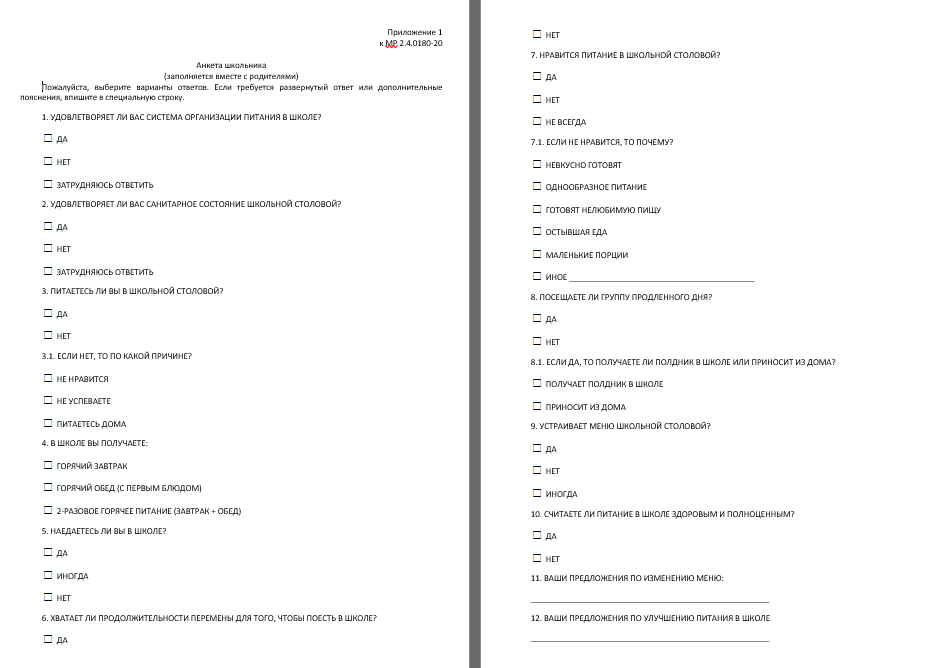 Приложение 1
к МР 2.4.0180-20
Анкета школьника
(заполняется вместе с родителями)
Пожалуйста, выберите варианты ответов. Если требуется развернутый ответ или дополнительные
пояснения, впишите в специальную строку.
1. УДОВЛЕТВОРЯЕТ ЛИ ВАС СИСТЕМА ОРГАНИЗАЦИИ ПИТАНИЯ В ШКОЛЕ?
☐ ДА
☐ НЕТ
☐ ЗАТРУДНЯЮСЬ ОТВЕТИТЬ
2. УДОВЛЕТВОРЯЕТ ЛИ ВАС САНИТАРНОЕ СОСТОЯНИЕ ШКОЛЬНОЙ СТОЛОВОЙ?
☐ ДА
☐ НЕТ
☐ ЗАТРУДНЯЮСЬ ОТВЕТИТЬ
3. ПИТАЕТЕСЬ ЛИ ВЫ В ШКОЛЬНОЙ СТОЛОВОЙ?
☐ ДА
☐ НЕТ
3.1. ЕСЛИ НЕТ, ТО ПО КАКОЙ ПРИЧИНЕ?
☐ НЕ НРАВИТСЯ
☐ НЕ УСПЕВАЕТЕ
☐ ПИТАЕТЕСЬ ДОМА
4. В ШКОЛЕ ВЫ ПОЛУЧАЕТЕ:
☐ ГОРЯЧИЙ ЗАВТРАК
☐ ГОРЯЧИЙ ОБЕД (С ПЕРВЫМ БЛЮДОМ)
☐ 2-РАЗОВОЕ ГОРЯЧЕЕ ПИТАНИЕ (ЗАВТРАК + ОБЕД)
5. НАЕДАЕТЕСЬ ЛИ ВЫ В ШКОЛЕ?
☐ ДА
☐ ИНОГДА
☐ НЕТ
6. ХВАТАЕТ ЛИ ПРОДОЛЖИТЕЛЬНОСТИ ПЕРЕМЕНЫ ДЛЯ ТОГО, ЧТОБЫ ПОЕСТЬ В ШКОЛЕ?
☐ ДА
☐ НЕТ
7. НРАВИТСЯ ПИТАНИЕ В ШКОЛЬНОЙ СТОЛОВОЙ?
☐ ДА
☐ НЕТ
☐ НЕ ВСЕГДА
7.1. ЕСЛИ НЕ НРАВИТСЯ, ТО ПОЧЕМУ?
☐ НЕВКУСНО ГОТОВЯТ
☐ ОДНООБРАЗНОЕ ПИТАНИЕ
☐ ГОТОВЯТ НЕЛЮБИМУЮ ПИЩУ
☐ ОСТЫВШАЯ ЕДА
☐ МАЛЕНЬКИЕ ПОРЦИИ
☐ ИНОЕ ________________________________________
8. ПОСЕЩАЕТЕ ЛИ ГРУППУ ПРОДЛЕННОГО ДНЯ?
☐ ДА
☐ НЕТ
8.1. ЕСЛИ ДА, ТО ПОЛУЧАЕТЕ ЛИ ПОЛДНИК В ШКОЛЕ ИЛИ ПРИНОСИТ ИЗ ДОМА?
☐ ПОЛУЧАЕТ ПОЛДНИК В ШКОЛЕ
☐ ПРИНОСИТ ИЗ ДОМА
9. УСТРАИВАЕТ МЕНЮ ШКОЛЬНОЙ СТОЛОВОЙ?
☐ ДА
☐ НЕТ
☐ ИНОГДА
10. СЧИТАЕТЕ ЛИ ПИТАНИЕ В ШКОЛЕ ЗДОРОВЫМ И ПОЛНОЦЕННЫМ?
☐ ДА
☐ НЕТ
11. ВАШИ ПРЕДЛОЖЕНИЯ ПО ИЗМЕНЕНИЮ МЕНЮ:
____________________________________________________
12. ВАШИ ПРЕДЛОЖЕНИЯ ПО УЛУЧШЕНИЮ ПИТАНИЯ В ШКОЛЕ
____________________________________________________